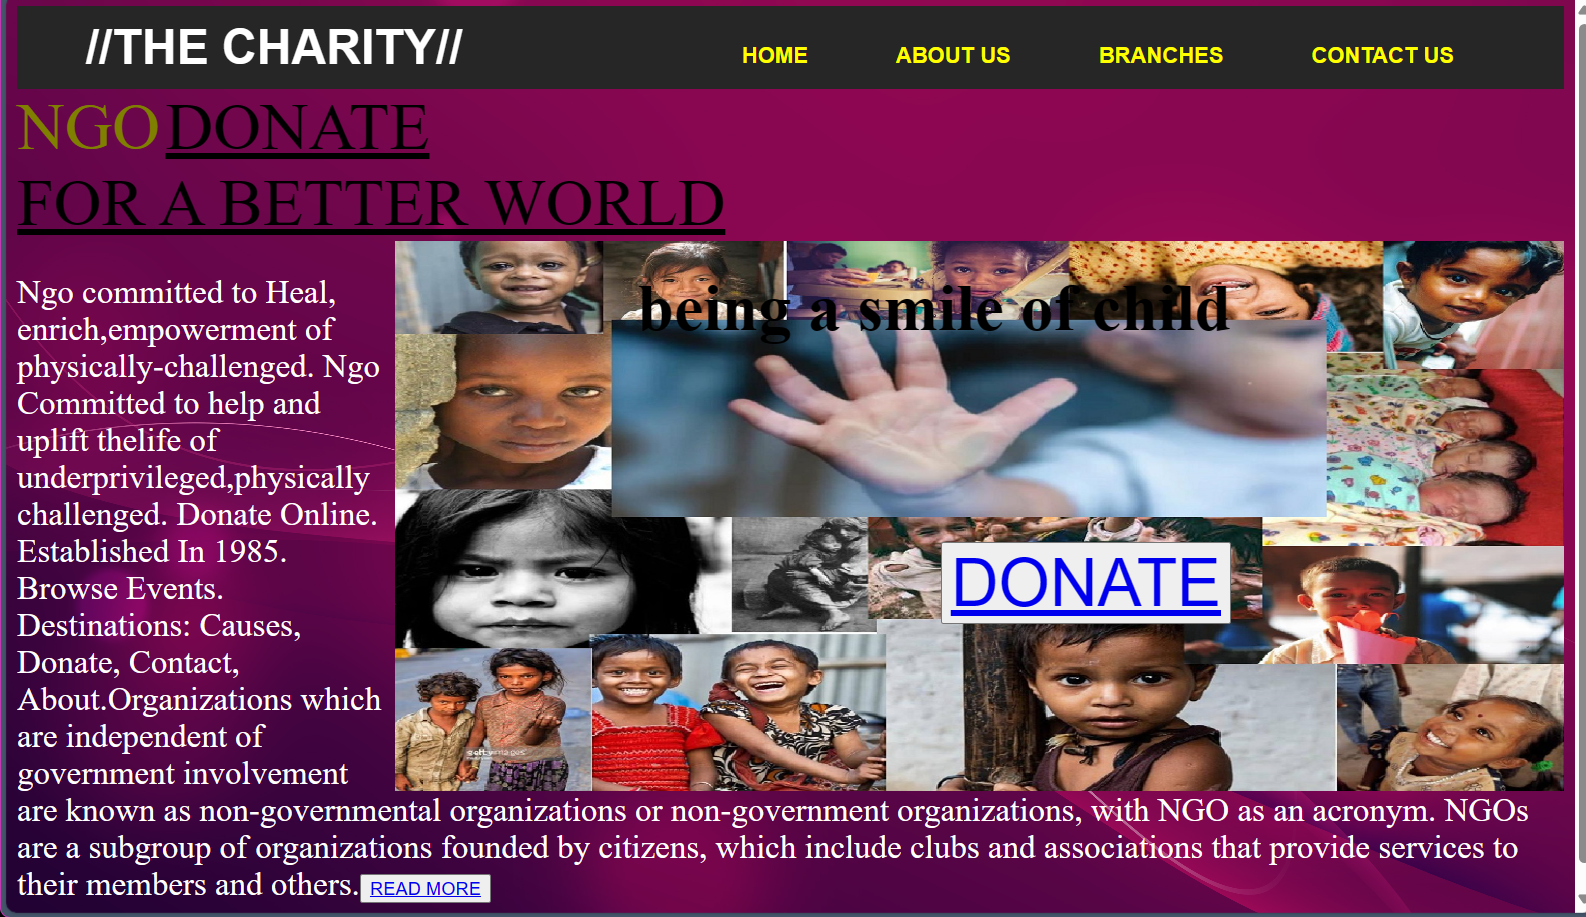 //THE CHARITY//
HOME ABOUT US BRANCHES CONTACT US
NGO DONATE
FOR A BETTER WORLD
Ngo committed to Heal,
enrich,empowerment of
physically-challenged. Ngo
Committed to help and
uplift thelife of
underprivileged,physically
challenged. Donate Online.
Established In 1985.
Browse Events.
Destinations: Causes,
Donate, Contact,
About.Organizations which
are independent of
government involvement
are known as non-governmental organizations or non-government organizations, with NGO as an acronym. NGOs
are a subgroup of organizations founded by citizens, which include clubs and associations that provide services to
their members and others. READ MORE
being a smile of child
DONATE